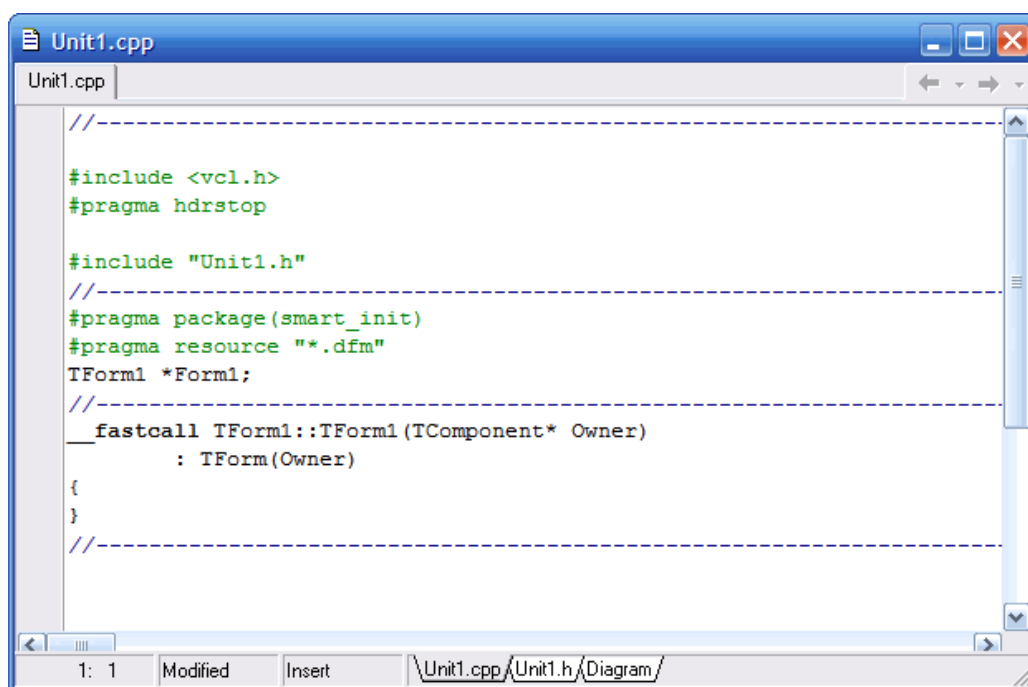 Unit1.cpp
Unit1.cpp
//--------------------------------------------------------------------
#include <vcl.h>
#pragma hdrstop
#include "Unit1.h"
//--------------------------------------------------------------------
#pragma package(smart_init)
#pragma resource "*.dfm"
TForm1 *Form1;
//--------------------------------------------------------------------
__fastcall TForm1::TForm1(TComponent* Owner)
        : TForm(Owner)
{
}
//--------------------------------------------------------------------
1: 1 Modified Insert \Unit1.cpp/Unit1.h/Diagram/